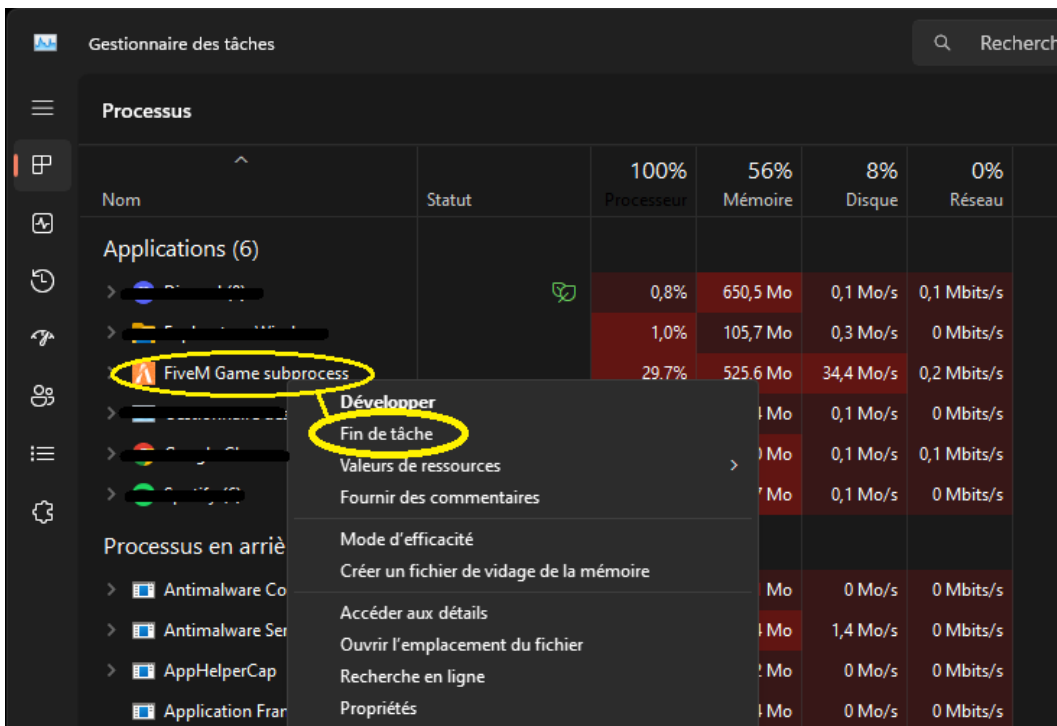 Gestionnaire des tâches
Recherch
Processus
100% 56% 8% 0%
Nom Statut Processeur Mémoire Disque Réseau
Applications (6)
0,8% 650,5 Mo 0,1 Mo/s 0,1 Mbits/s
1,0% 105,7 Mo 0,3 Mo/s 0 Mbits/s
FiveM Game subprocess 29,7% 525,6 Mo 34,4 Mo/s 0,2 Mbits/s
Développer
Mo 0,1 Mo/s 0 Mbits/s
Fin de tâche
Mo 0,1 Mo/s 0,1 Mbits/s
Valeurs de ressources
Mo 0,1 Mo/s 0 Mbits/s
Fournir des commentaires
Processus en arriè
Mode d'efficacité
Créer un fichier de vidage de la mémoire
Antimalware Co Mo 0 Mo/s 0 Mbits/s
Accéder aux détails
Antimalware Ser Mo 1,4 Mo/s 0 Mbits/s
Ouvrir l'emplacement du fichier
AppHelperCap Mo 0 Mo/s 0 Mbits/s
Recherche en ligne
Application Fran Mo 0 Mo/s 0 Mbits/s
Propriétés